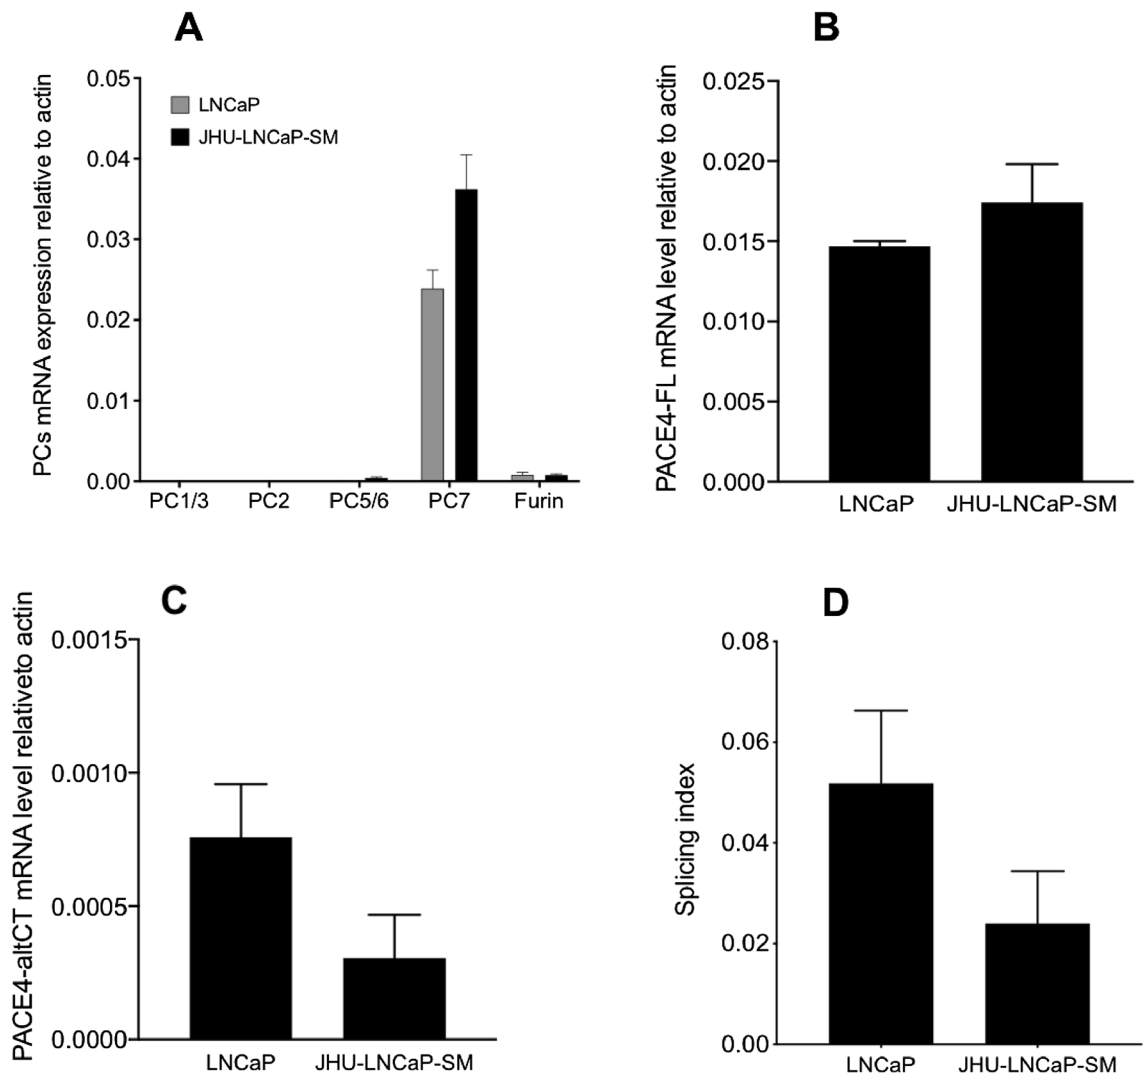 A
PCs mRNA expression relative to actin
0.05
0.04
0.03
0.02
0.01
0.00
LNCaP
JHU-LNCaP-SM
PC1/3
PC2
PC5/6
PC7
Furin
B
PACE4-FL mRNA level relative to actin
0.025
0.020
0.015
0.010
0.005
0.000
LNCaP
JHU-LNCaP-SM
C
PACE4-altCT mRNA level relativeto actin
0.0015
0.0010
0.0005
0.0000
LNCaP
JHU-LNCaP-SM
D
Splicing index
0.08
0.06
0.04
0.02
0.00
LNCaP
JHU-LNCaP-SM